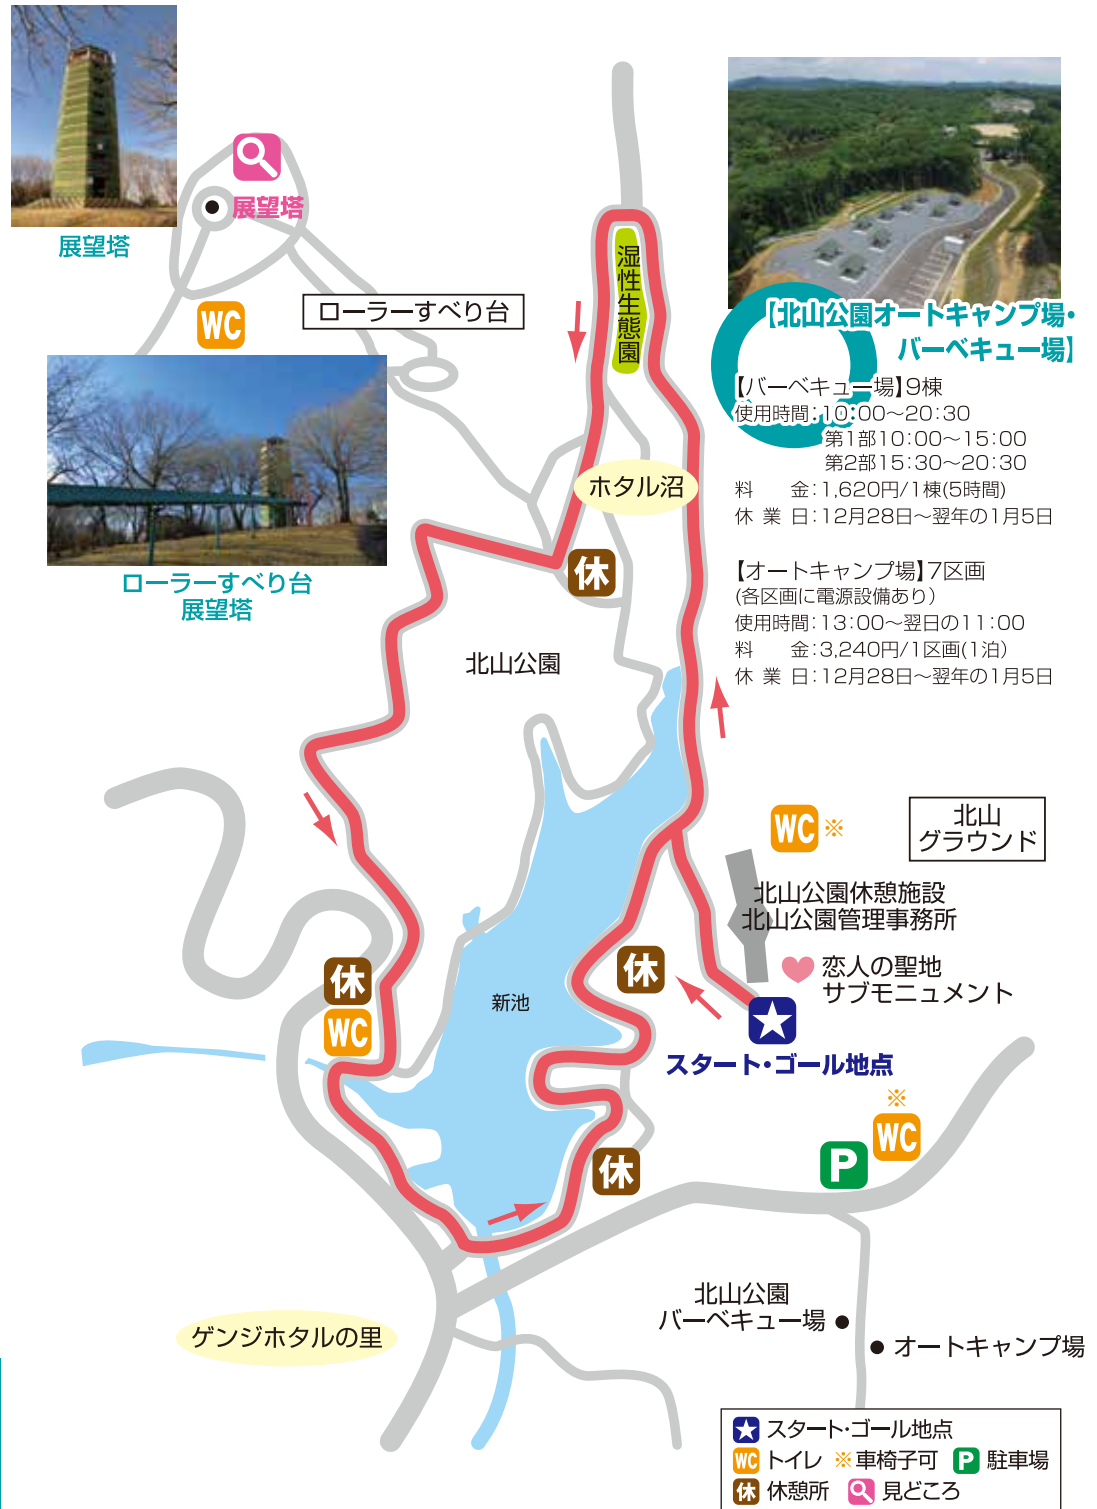 展望塔
展望塔
WC
ローラーすべり台
ローラーすべり台
展望塔
湿性生態園
ホタル沼
休
北山公園
【北山公園オートキャンプ場・
バーベキュー場】
【バーベキュー場】9棟
使用時間：10：00～20：30
第1部10：00～15：00
第2部15：30～20：30
料　金：1,620円/1棟(5時間)
休業日：12月28日～翌年の1月5日
【オートキャンプ場】7区画
(各区画に電源設備あり）
使用時間：13：00～翌日の11：00
料　金：3,240円/1区画(1泊）
休業日：12月28日～翌年の1月5日
WC※
北山
グラウンド
北山公園休憩施設
北山公園管理事務所
恋人の聖地
サブモニュメント
休
休
WC
新池
スタート・ゴール地点
※
WC
P
休
ゲンジホタルの里
北山公園
バーベキュー場
オートキャンプ場
スタート・ゴール地点
WC トイレ ※車椅子可 P 駐車場
休 休憩所 見どころ